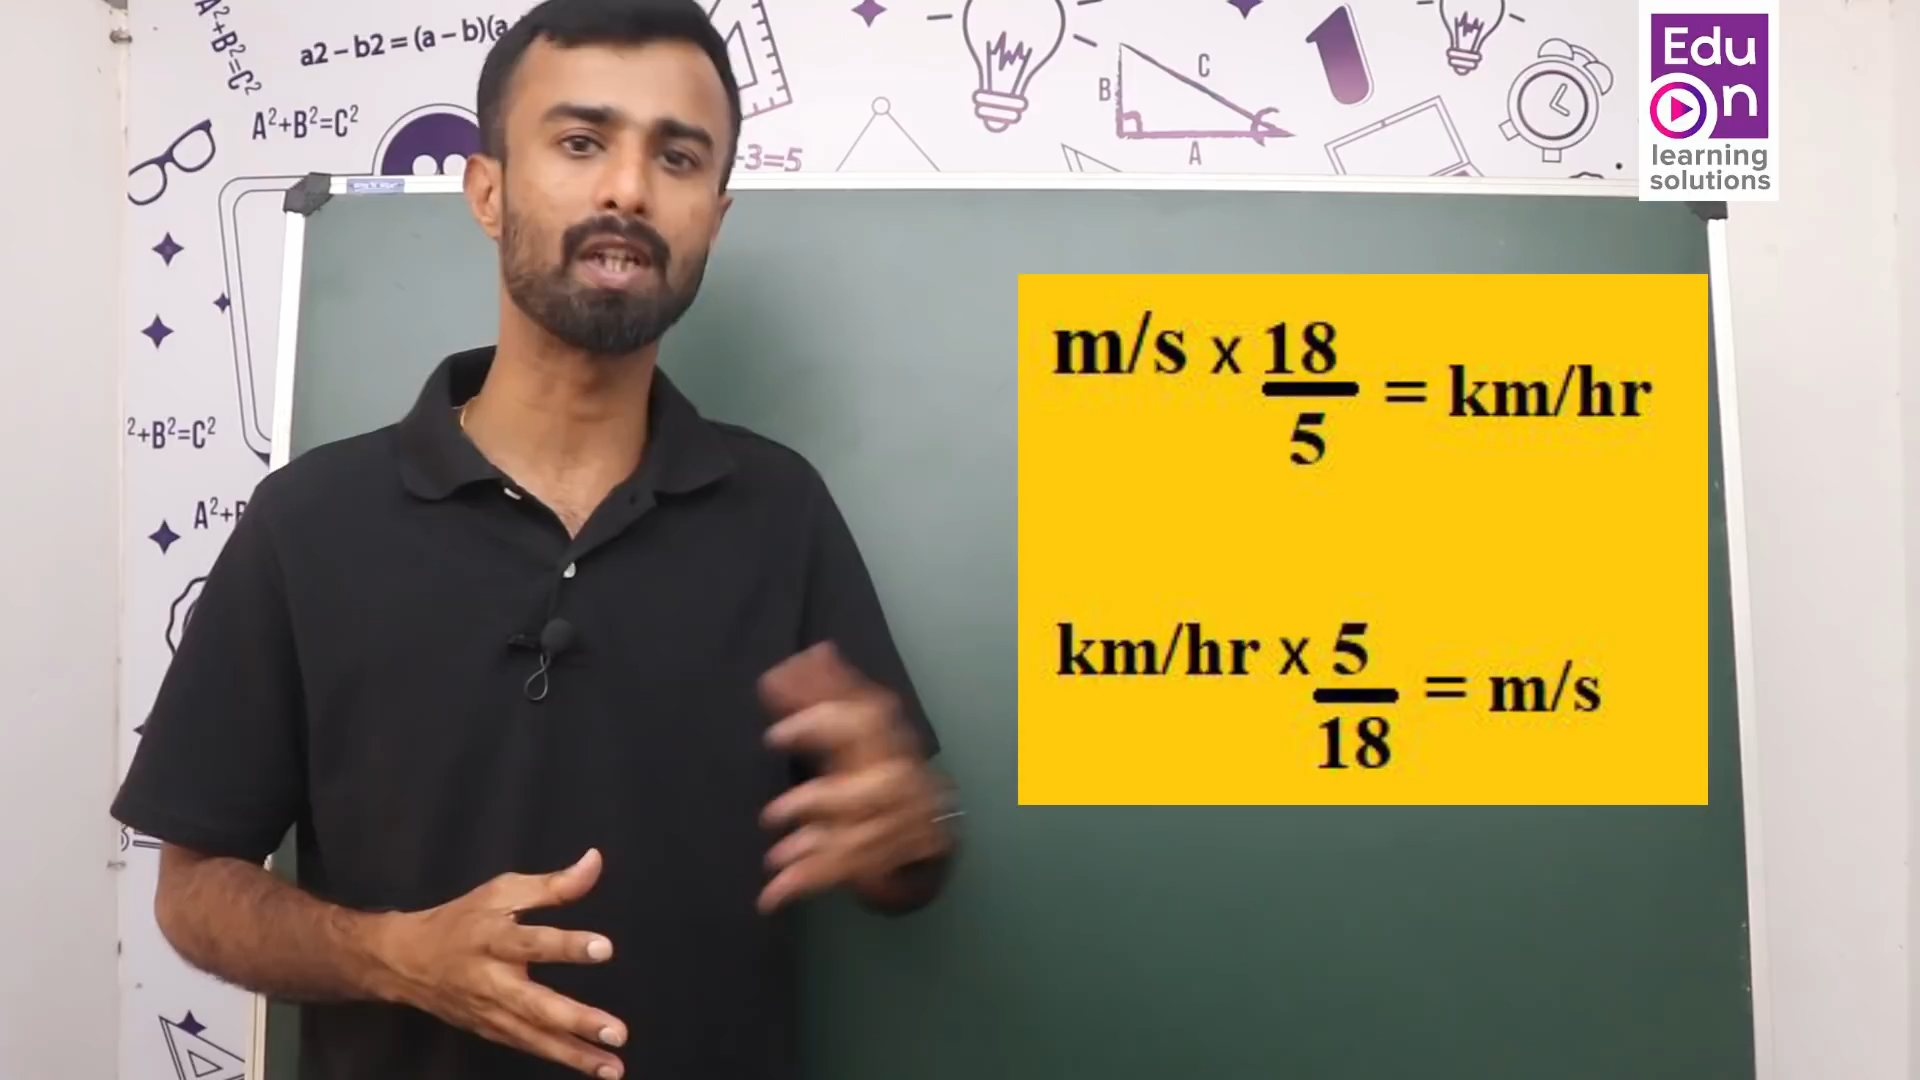 a2 – b2 = (a – b)(a
A²+B²=C²
A²+B²=C²
C
B
A
-3=5
²+B²=C²
Edu
On
learning
solutions
m/s x 18/5 = km/hr
km/hr x 5/18 = m/s